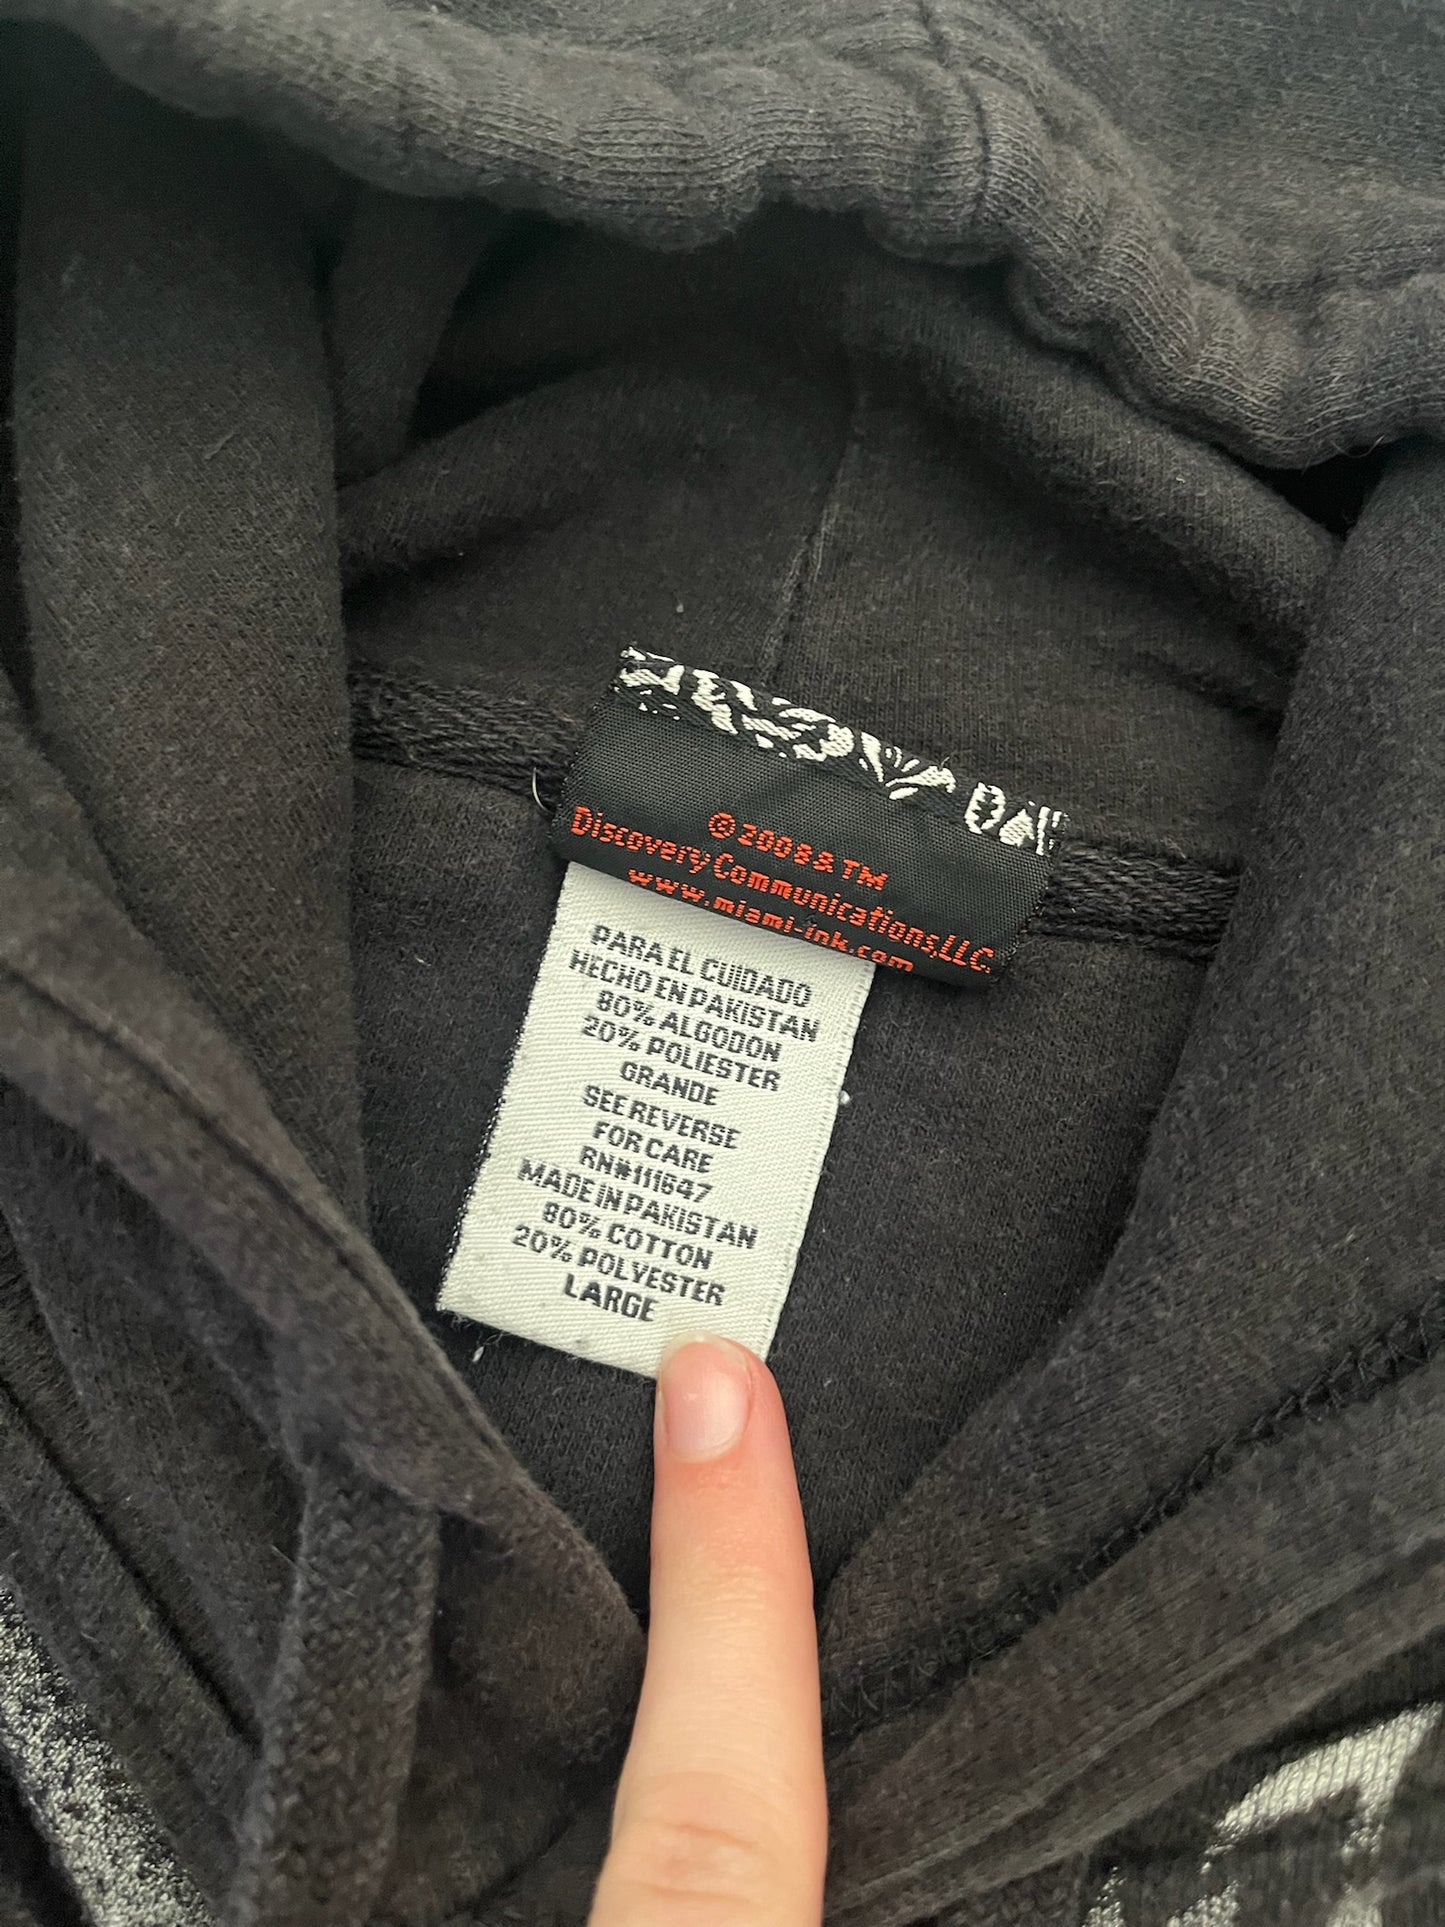 © 2008 & TM
Discovery Communications, LLC.
www.miami-ink.com
PARA EL CUIDADO
HECHO EN PAKISTAN
80% ALGODON
20% POLIESTER
GRANDE
SEE REVERSE
FOR CARE
RN#111647
MADE IN PAKISTAN
80% COTTON
20% POLYESTER
LARGE